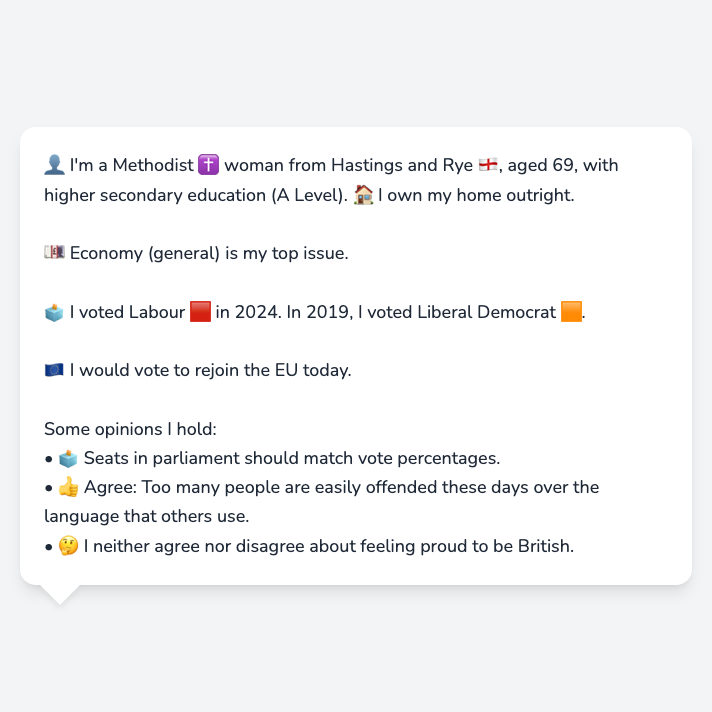 👤 I'm a Methodist ✝️ woman from Hastings and Rye 🏴󠁧󠁢󠁥󠁮󠁧󠁿, aged 69, with
higher secondary education (A Level). 🏠 I own my home outright.
💷 Economy (general) is my top issue.
🗳️ I voted Labour 🟥 in 2024. In 2019, I voted Liberal Democrat 🟧.
🇪🇺 I would vote to rejoin the EU today.
Some opinions I hold:
• 🗳️ Seats in parliament should match vote percentages.
• 👍 Agree: Too many people are easily offended these days over the
language that others use.
• 🤔 I neither agree nor disagree about feeling proud to be British.